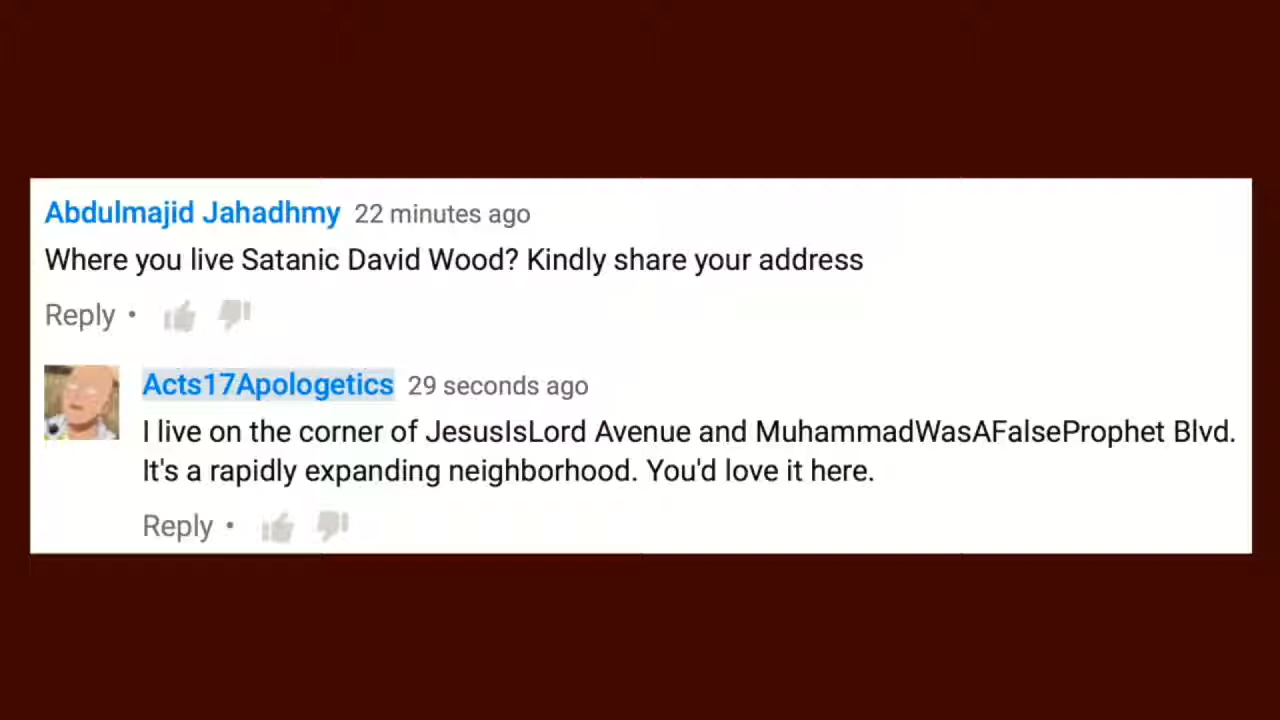 Abdulmajid Jahadhmy 22 minutes ago
Where you live Satanic David Wood? Kindly share your address
Reply •
Acts17Apologetics 29 seconds ago
I live on the corner of JesusIsLord Avenue and MuhammadWasAFalseProphet Blvd.
It's a rapidly expanding neighborhood. You'd love it here.
Reply •